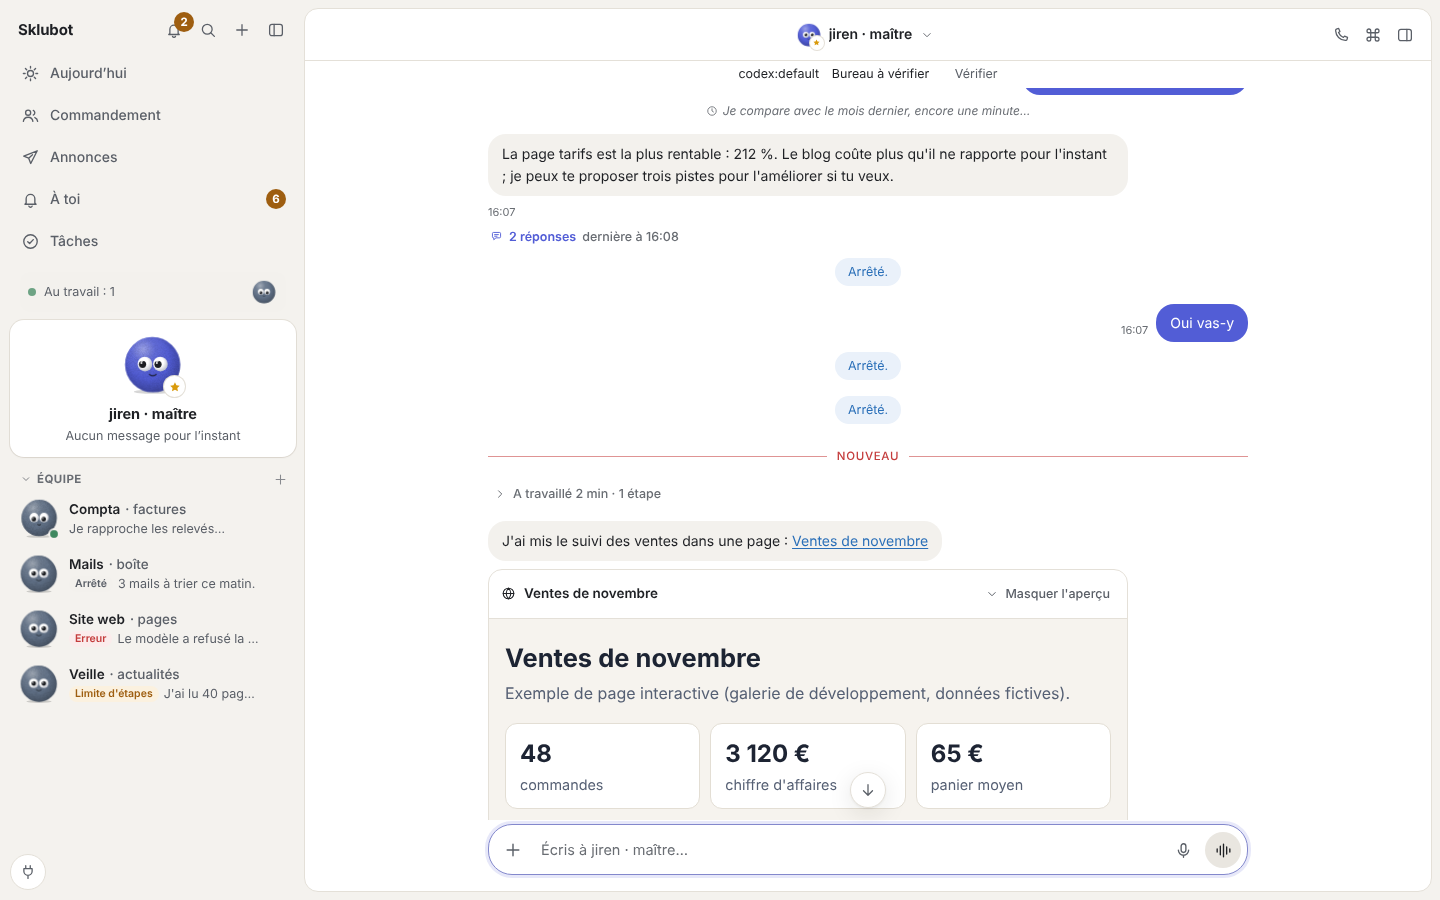 Sklubot
2
Aujourd'hui
Commandement
Annonces
À toi
6
Tâches
Au travail : 1
jiren · maître
Aucun message pour l'instant
ÉQUIPE
Compta · factures
Je rapproche les relevés...
Mails · boîte
Arrêté 3 mails à trier ce matin.
Site web · pages
Erreur Le modèle a refusé la ...
Veille · actualités
Limite d'étapes J'ai lu 40 pag...
jiren · maître
codex:default Bureau à vérifier Vérifier
Je compare avec le mois dernier, encore une minute...
La page tarifs est la plus rentable : 212 %. Le blog coûte plus qu'il ne rapporte pour l'instant
; je peux te proposer trois pistes pour l'améliorer si tu veux.
16:07
2 réponses dernière à 16:08
Arrêté.
16:07 Oui vas-y
Arrêté.
Arrêté.
NOUVEAU
A travaillé 2 min · 1 étape
J'ai mis le suivi des ventes dans une page : Ventes de novembre
Ventes de novembre Masquer l'aperçu
Ventes de novembre
Exemple de page interactive (galerie de développement, données fictives).
48
commandes
3 120 €
chiffre d'affaires
65 €
panier moyen
Écris à jiren · maître...